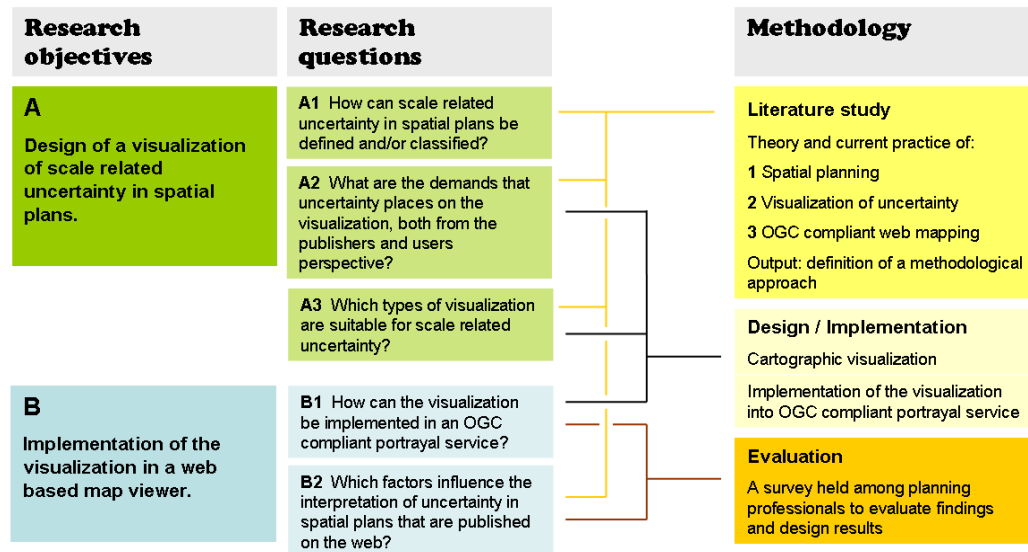 Research
objectives
Research
questions
Methodology
A
Design of a visualization
of scale related
uncertainty in spatial
plans.
A1 How can scale related
uncertainty in spatial plans be
defined and/or classified?
A2 What are the demands that
uncertainty places on the
visualization, both from the
publishers and users
perspective?
A3 Which types of visualization
are suitable for scale related
uncertainty?
B
Implementation of the
visualization in a web
based map viewer.
B1 How can the visualization
be implemented in an OGC
compliant portrayal service?
B2 Which factors influence the
interpretation of uncertainty in
spatial plans that are published
on the web?
Literature study
Theory and current practice of:
1 Spatial planning
2 Visualization of uncertainty
3 OGC compliant web mapping
Output: definition of a methodological
approach
Design / Implementation
Cartographic visualization
Implementation of the visualization
into OGC compliant portrayal service
Evaluation
A survey held among planning
professionals to evaluate findings
and design results